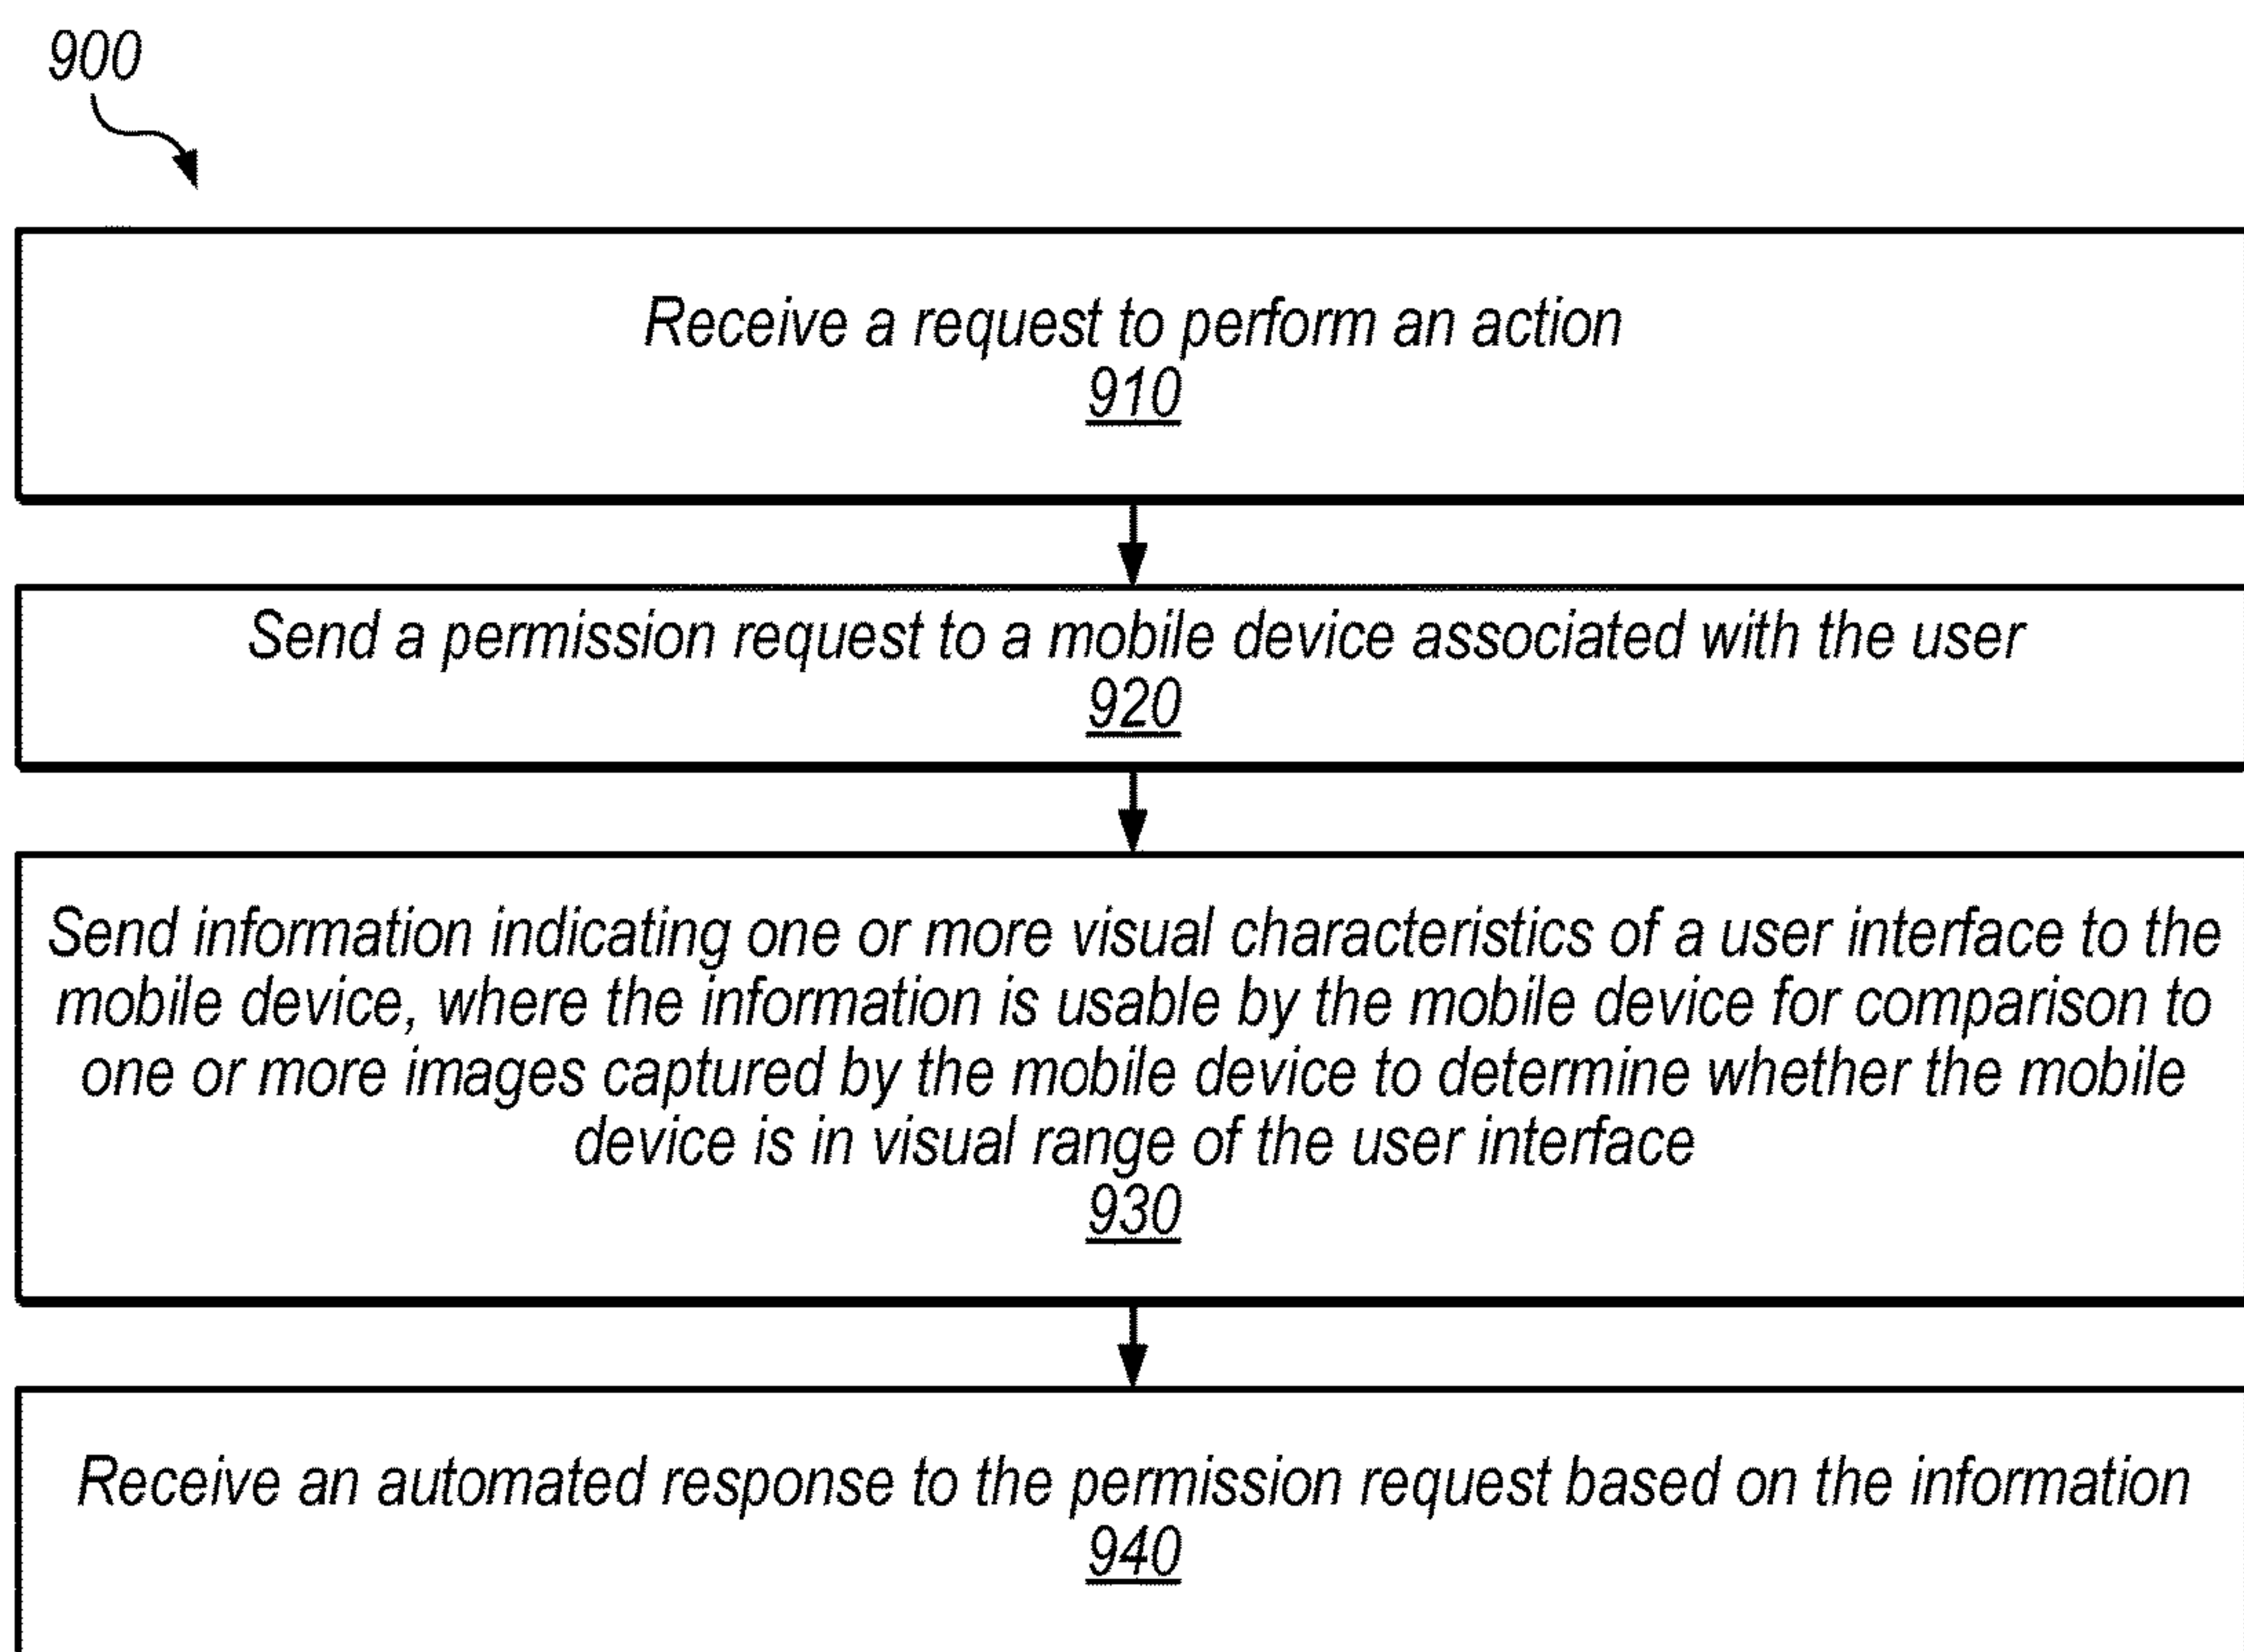 900
Receive a request to perform an action
910
Send a permission request to a mobile device associated with the user
920
Send information indicating one or more visual characteristics of a user interface to the
mobile device, where the information is usable by the mobile device for comparison to
one or more images captured by the mobile device to determine whether the mobile
device is in visual range of the user interface
930
Receive an automated response to the permission request based on the information
940